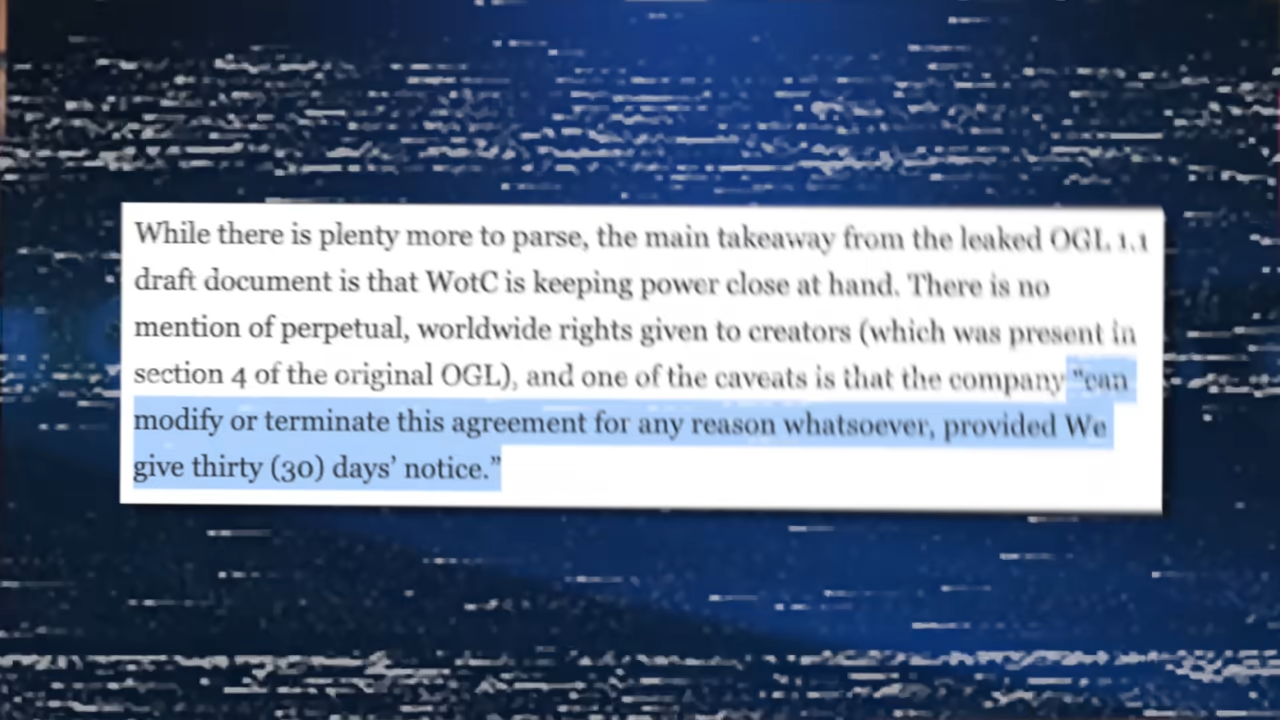 While there is plenty more to parse, the main takeaway from the leaked OGL 1.1
draft document is that WotC is keeping power close at hand. There is no
mention of perpetual, worldwide rights given to creators (which was present in
section 4 of the original OGL), and one of the caveats is that the company "can
modify or terminate this agreement for any reason whatsoever, provided We
give thirty (30) days’ notice.”